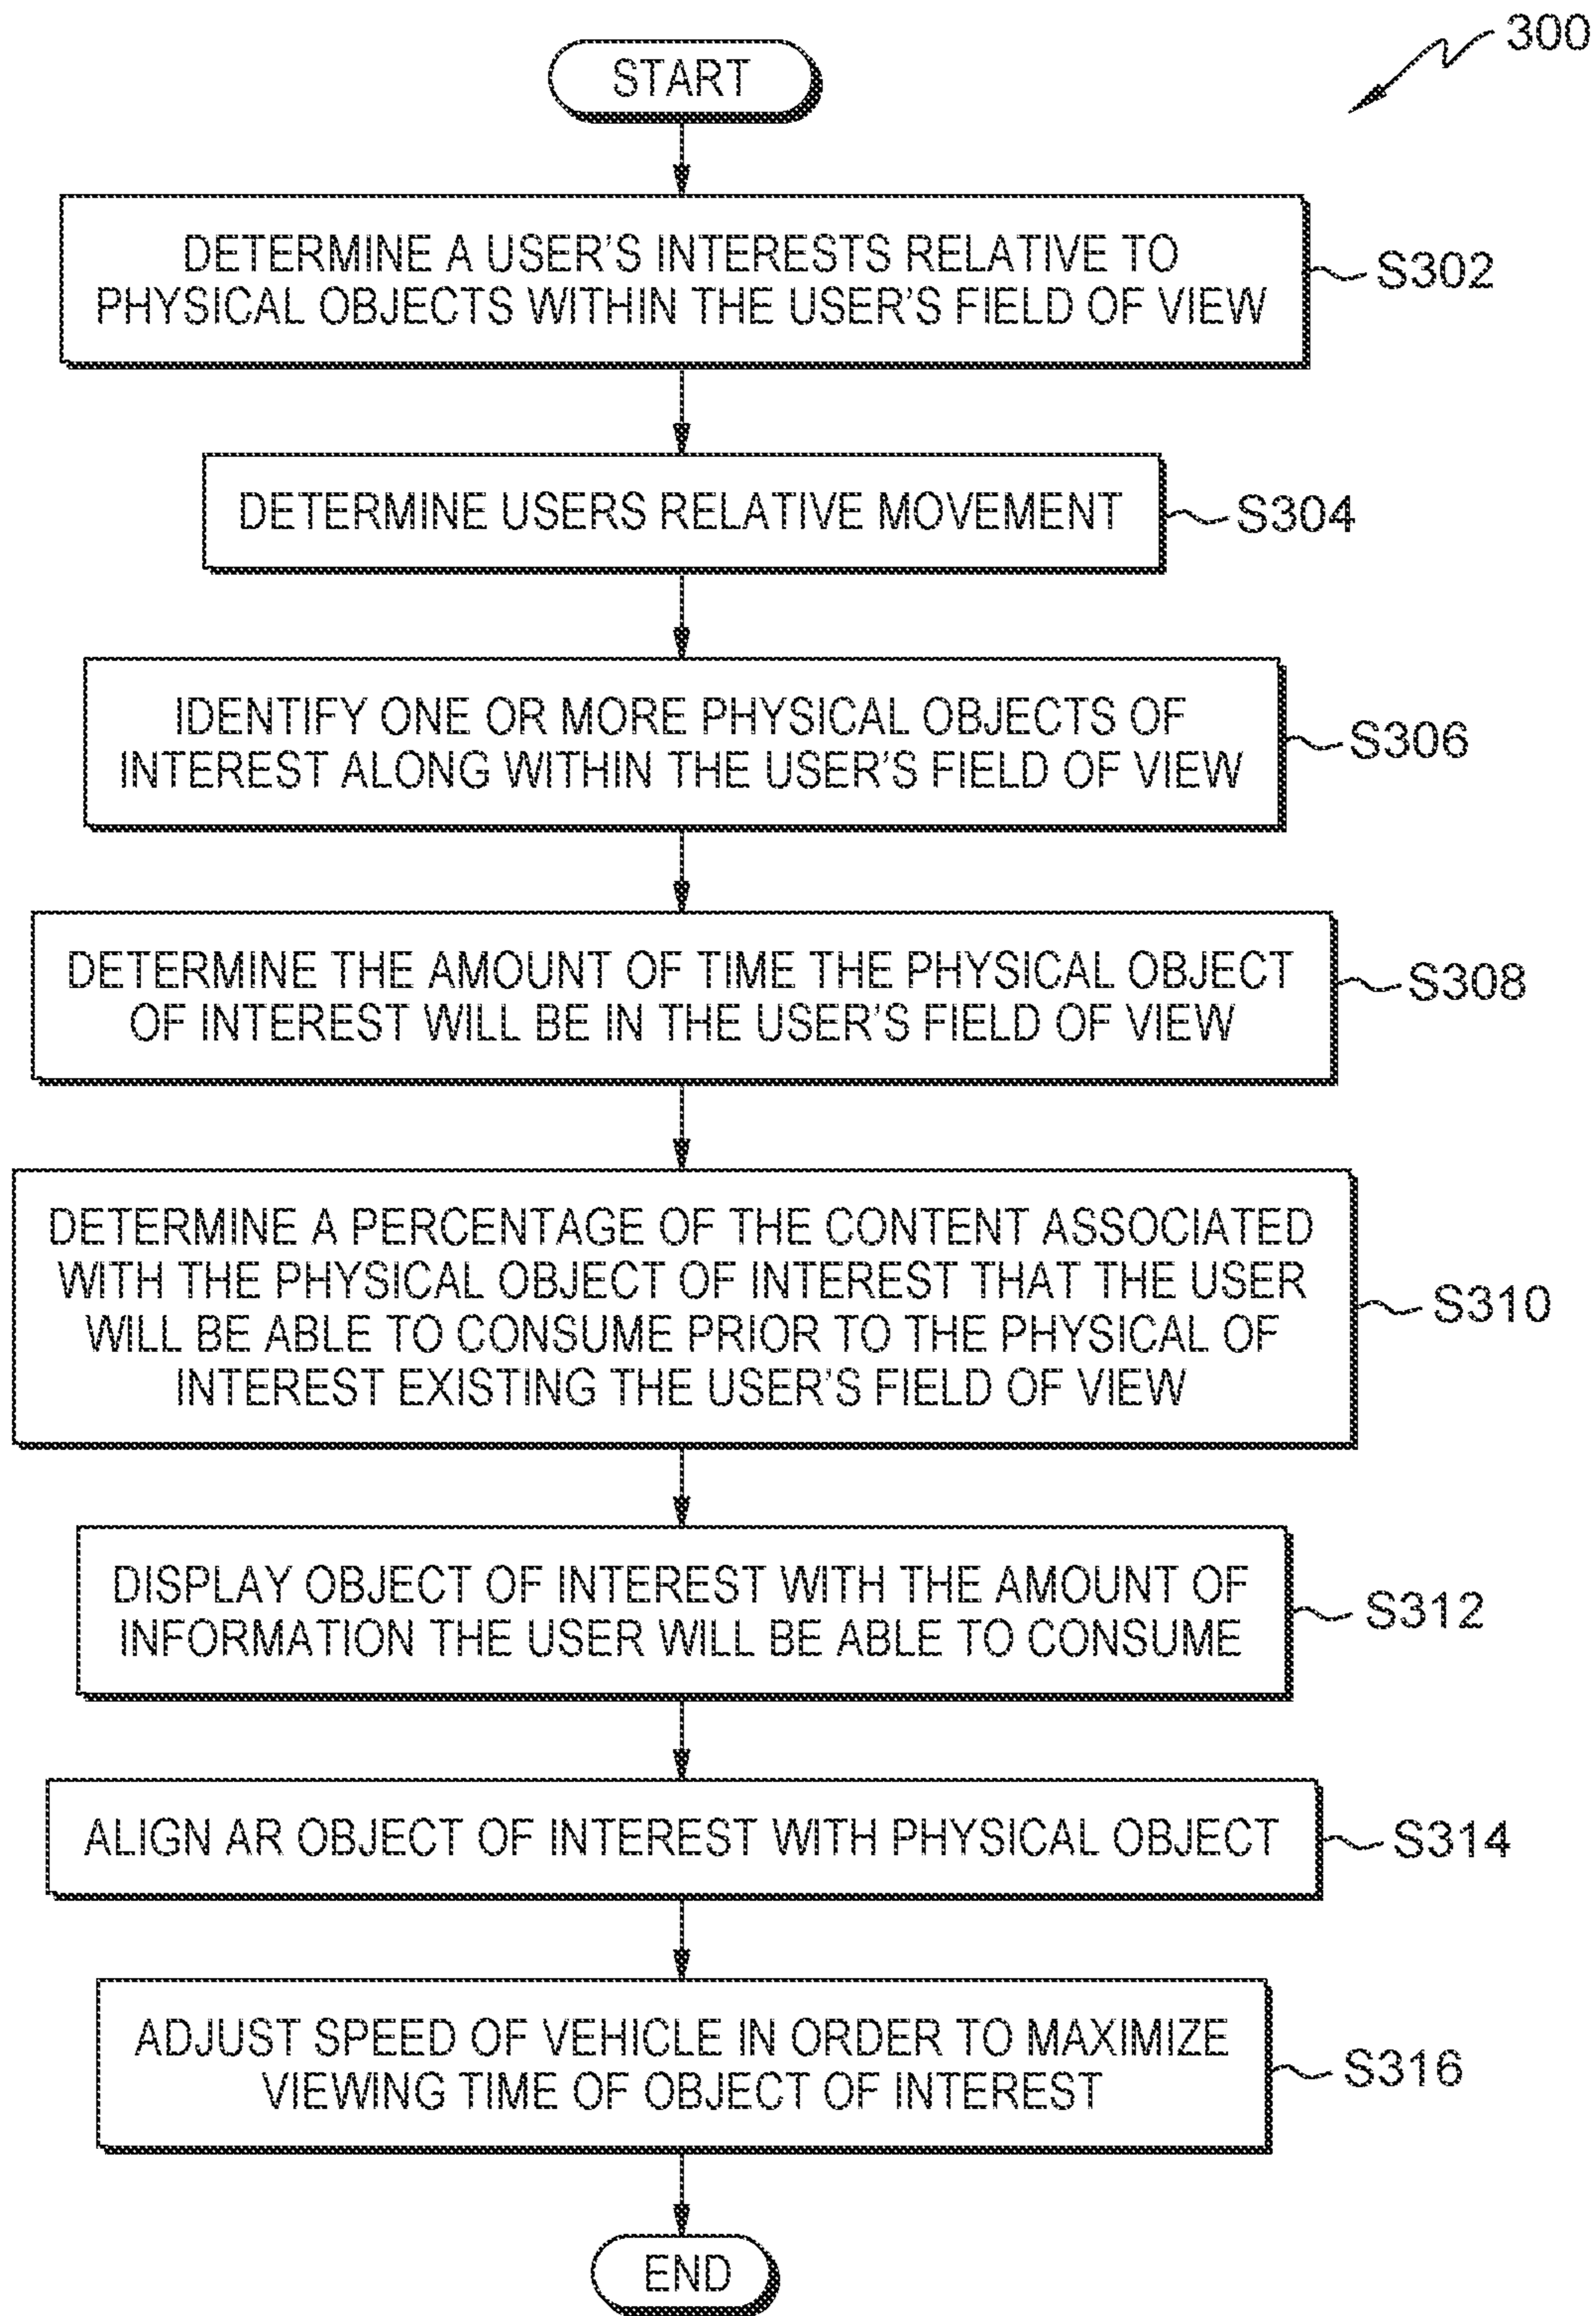 300
START
DETERMINE A USER'S INTERESTS RELATIVE TO
PHYSICAL OBJECTS WITHIN THE USER'S FIELD OF VIEW
S302
DETERMINE USERS RELATIVE MOVEMENT
S304
IDENTIFY ONE OR MORE PHYSICAL OBJECTS OF
INTEREST ALONG WITHIN THE USER'S FIELD OF VIEW
S306
DETERMINE THE AMOUNT OF TIME THE PHYSICAL OBJECT
OF INTEREST WILL BE IN THE USER'S FIELD OF VIEW
S308
DETERMINE A PERCENTAGE OF THE CONTENT ASSOCIATED
WITH THE PHYSICAL OBJECT OF INTEREST THAT THE USER
WILL BE ABLE TO CONSUME PRIOR TO THE PHYSICAL OF
INTEREST EXISTING THE USER'S FIELD OF VIEW
S310
DISPLAY OBJECT OF INTEREST WITH THE AMOUNT OF
INFORMATION THE USER WILL BE ABLE TO CONSUME
S312
ALIGN AR OBJECT OF INTEREST WITH PHYSICAL OBJECT
S314
ADJUST SPEED OF VEHICLE IN ORDER TO MAXIMIZE
VIEWING TIME OF OBJECT OF INTEREST
S316
END